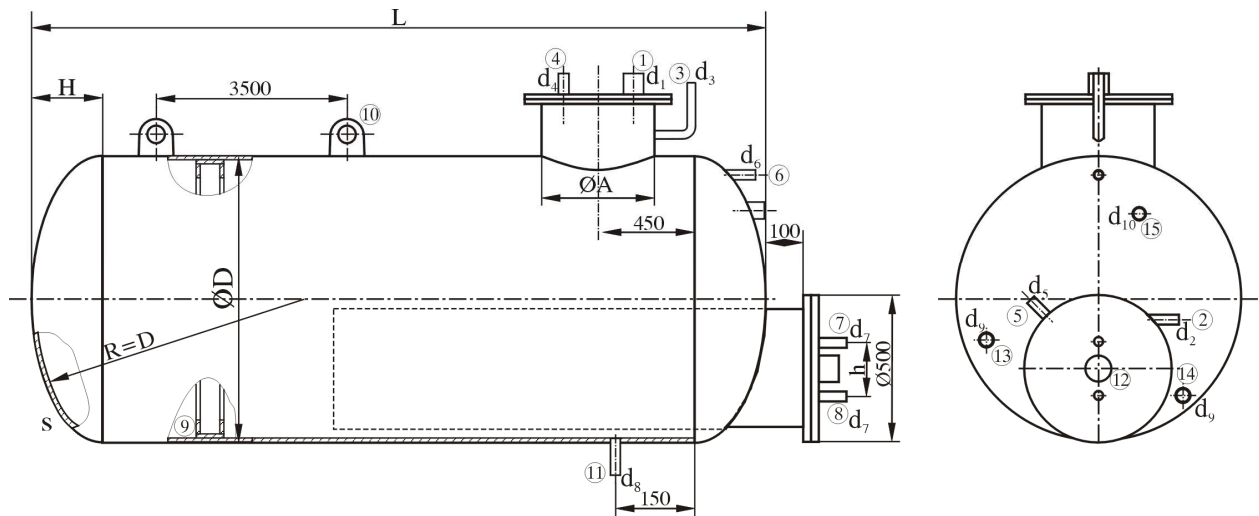 L
H
3500
⑩
④
d₄
①
d₁
③
d₃
d₆
⑥
ØA
450
100
ØD
R=D
s
⑨
⑦
d₇
h
Ø500
⑧
d₇
⑪
d₈
150
d₁₀
⑮
d₅
⑤
②
d₂
d₉
⑬
⑫
⑭
d₉